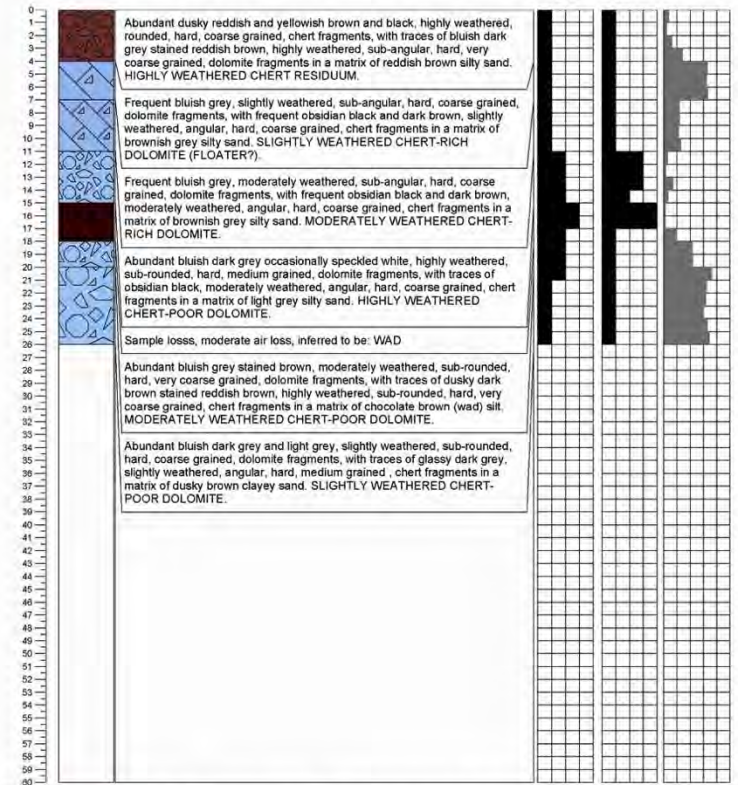 0
1
2
3
4
5
6
7
8
9
10
11
12
13
14
15
16
17
18
19
20
21
22
23
24
25
26
27
28
29
30
31
32
33
34
35
36
37
38
39
40
41
42
43
44
45
46
47
48
49
50
51
52
53
54
55
56
57
58
59
60
Abundant dusky reddish and yellowish brown and black, highly weathered,
rounded, hard, coarse grained, chert fragments, with traces of bluish dark
grey stained reddish brown, highly weathered, sub-angular, hard, very
coarse grained, dolomite fragments in a matrix of reddish brown silty sand.
HIGHLY WEATHERED CHERT RESIDUUM.
Frequent bluish grey, slightly weathered, sub-angular, hard, coarse grained,
dolomite fragments, with frequent obsidian black and dark brown, slightly
weathered, angular, hard, coarse grained, chert fragments in a matrix of
brownish grey silty sand. SLIGHTLY WEATHERED CHERT-RICH
DOLOMITE (FLOATER?).
Frequent bluish grey, moderately weathered, sub-angular, hard, coarse
grained, dolomite fragments, with frequent obsidian black and dark brown,
moderately weathered, angular, hard, coarse grained, chert fragments in a
matrix of brownish grey silty sand. MODERATELY WEATHERED CHERT-
RICH DOLOMITE.
Abundant bluish dark grey occasionally speckled white, highly weathered,
sub-rounded, hard, medium grained, dolomite fragments, with traces of
obsidian black, moderately weathered, angular, hard, coarse grained, chert
fragments in a matrix of light grey silty sand. HIGHLY WEATHERED
CHERT-POOR DOLOMITE.
Sample losss, moderate air loss, inferred to be: WAD
Abundant bluish grey stained brown, moderately weathered, sub-rounded,
hard, very coarse grained, dolomite fragments, with traces of dusky dark
brown stained reddish brown, highly weathered, sub-rounded, hard, very
coarse grained, chert fragments in a matrix of chocolate brown (wad) silt.
MODERATELY WEATHERED CHERT-POOR DOLOMITE.
Abundant bluish dark grey and light grey, slightly weathered, sub-rounded,
hard, coarse grained, dolomite fragments, with traces of glassy dark grey,
slightly weathered, angular, hard, medium grained , chert fragments in a
matrix of dusky brown clayey sand. SLIGHTLY WEATHERED CHERT-
POOR DOLOMITE.